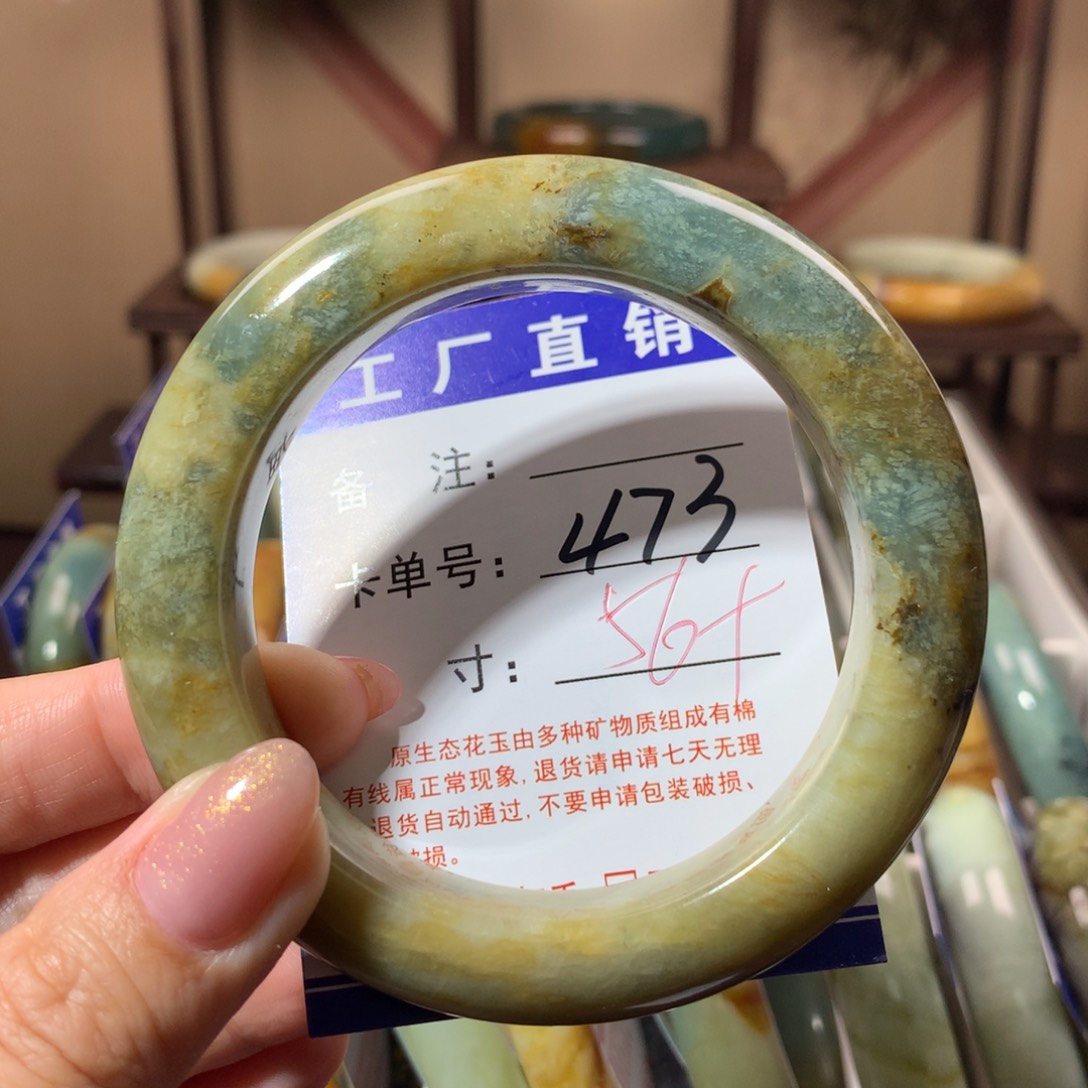 工厂直销
备 注：
卡单号：473
寸：56+
原生态花玉由多种矿物质组成有棉
有线属正常现象,退货请申请七天无理
退货自动通过,不要申请包装破损、
损。